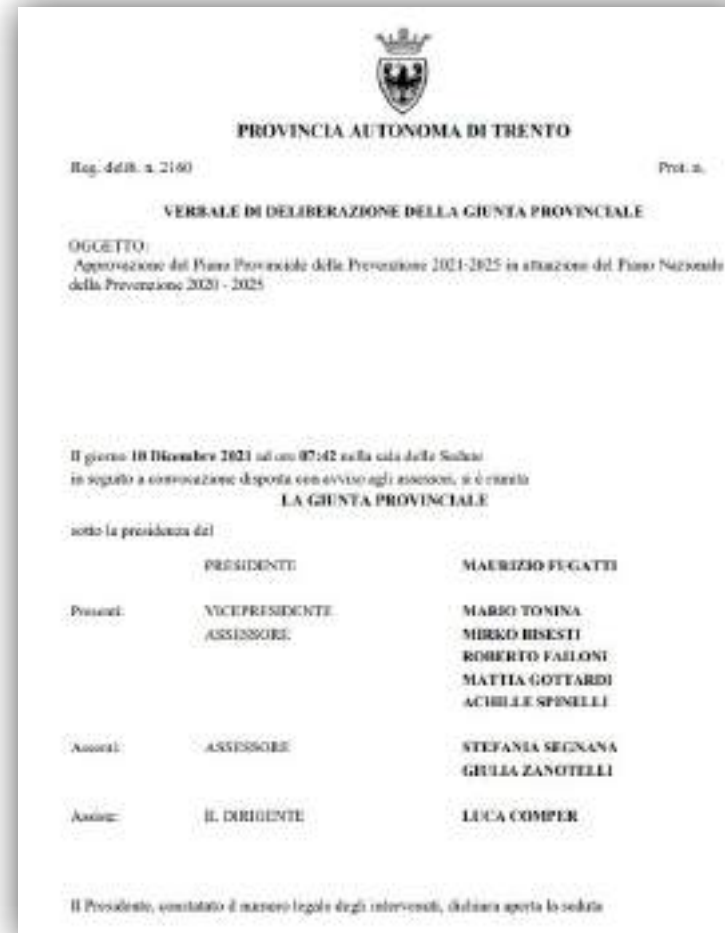 PROVINCIA AUTONOMA DI TRENTO
Reg. delib. n. 2160 Prot. n.
VERBALE DI DELIBERAZIONE DELLA GIUNTA PROVINCIALE
OGGETTO:
Approvazione del Piano Provinciale della Prevenzione 2021-2025 in attuazione del Piano Nazionale
della Prevenzione 2020 - 2025
Il giorno 10 Dicembre 2021 ad ore 07:42 nella sala delle Sedute
in seguito a convocazione disposta con avviso agli assessori, si è riunita
LA GIUNTA PROVINCIALE
sotto la presidenza del
PRESIDENTE MAURIZIO FUGATTI
Presenti: VICEPRESIDENTE MARIO TONINA
ASSESSORE MIRKO BISESTI
ROBERTO FAILONI
MATTIA GOTTARDI
ACHILLE SPINELLI
Assenti: ASSESSORE STEFANIA SEGNANA
GIULIA ZANOTELLI
Assiste: IL DIRIGENTE LUCA COMPER
Il Presidente, constatato il numero legale degli intervenuti, dichiara aperta la seduta